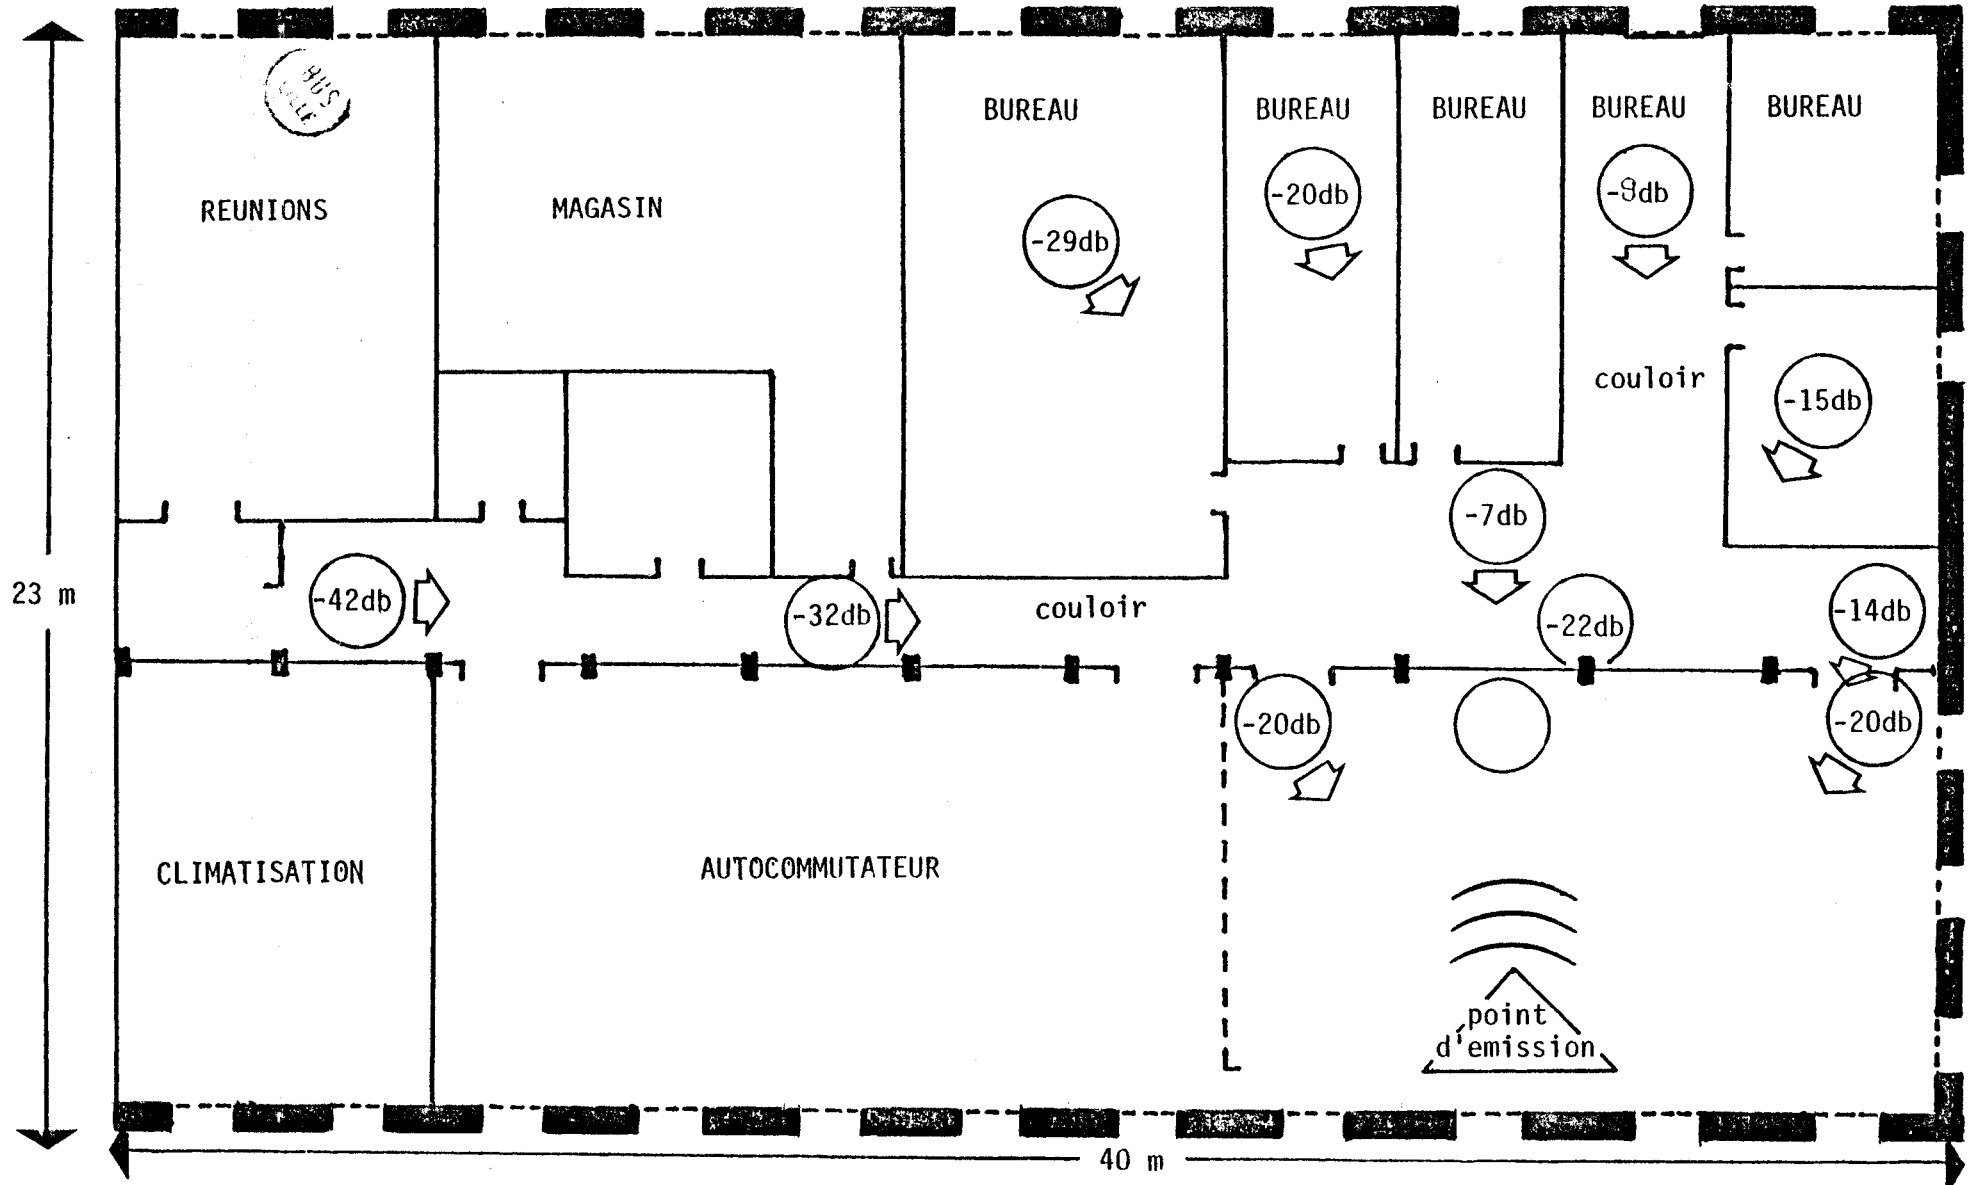 BUS
BUREAU
BUREAU
BUREAU
BUREAU
BUREAU
REUNIONS
MAGASIN
-29db
-20db
-9db
couloir
-15db
-7db
23 m
-42db
-32db
couloir
-22db
-14db
-20db
-20db
CLIMATISATION
AUTOCOMMUTATEUR
point
d'emission
40 m